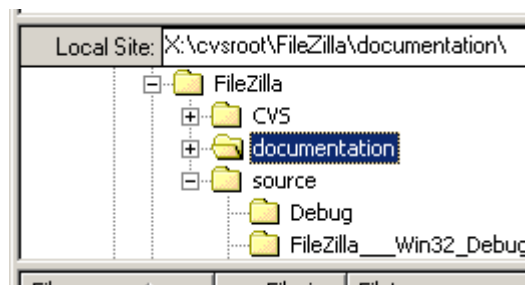 Local Site: X:\cvsroot\FileZilla\documentation\
FileZilla
CVS
documentation
source
Debug
FileZilla___Win32_Debug